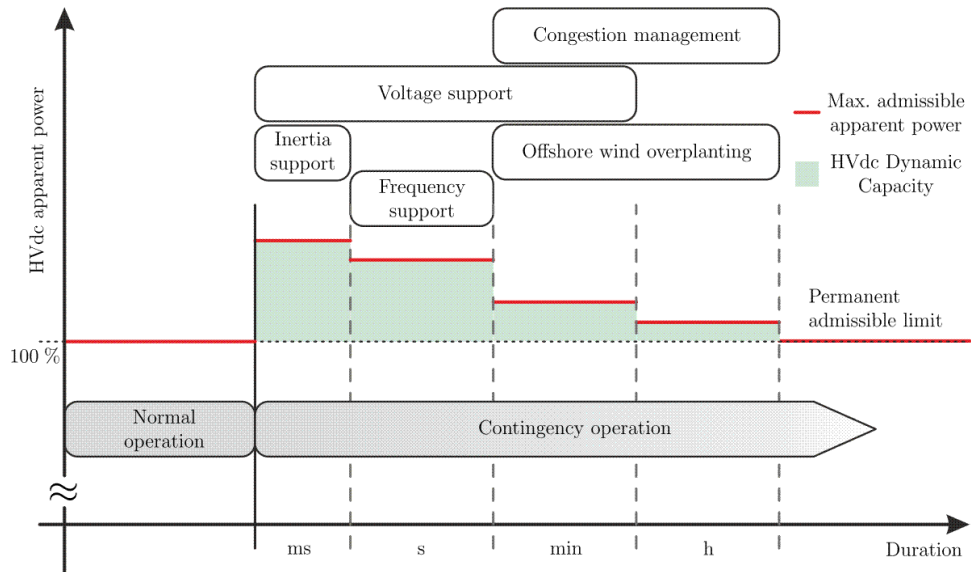 Congestion management
Voltage support
Inertia
support
Offshore wind overplanting
Frequency
support
Max. admissible
apparent power
HVdc Dynamic
Capacity
HVdc apparent power
Permanent
admissible limit
100 %
Normal
operation
Contingency operation
ms
s
min
h
Duration